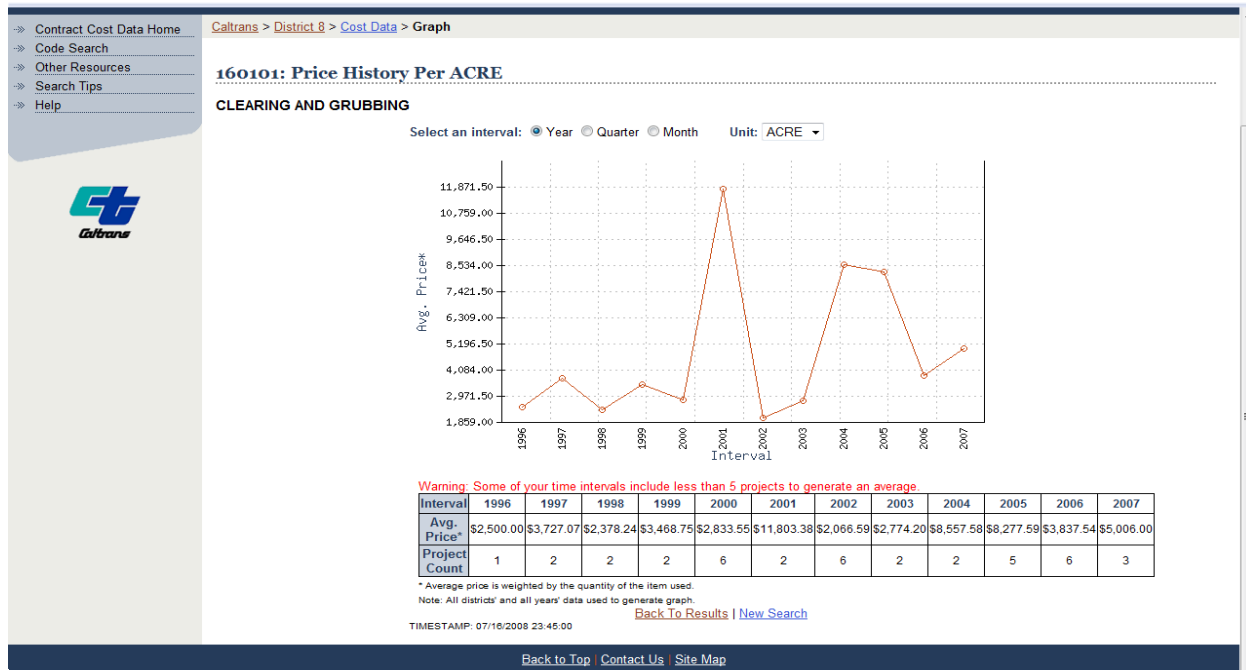 Contract Cost Data Home
Code Search
Other Resources
Search Tips
Help
Caltrans
Caltrans > District 8 > Cost Data > Graph
160101: Price History Per ACRE
CLEARING AND GRUBBING
Select an interval: Year Quarter Month Unit: ACRE
Avg. Price*
11,871.50
10,759.00
9,646.50
8,534.00
7,421.50
6,309.00
5,196.50
4,084.00
2,971.50
1,859.00
1996 1997 1998 1999 2000 2001 2002 2003 2004 2005 2006 2007
Interval
Warning: Some of your time intervals include less than 5 projects to generate an average.
Interval 1996 1997 1998 1999 2000 2001 2002 2003 2004 2005 2006 2007
Avg. Price* $2,500.00 $3,727.07 $2,378.24 $3,468.75 $2,833.55 $11,803.38 $2,066.59 $2,774.20 $8,557.58 $8,277.59 $3,837.54 $5,006.00
Project Count 1 2 2 2 6 2 6 2 2 5 6 3
* Average price is weighted by the quantity of the item used.
Note: All districts' and all years' data used to generate graph.
Back To Results | New Search
TIMESTAMP: 07/16/2008 23:45:00
Back to Top | Contact Us | Site Map